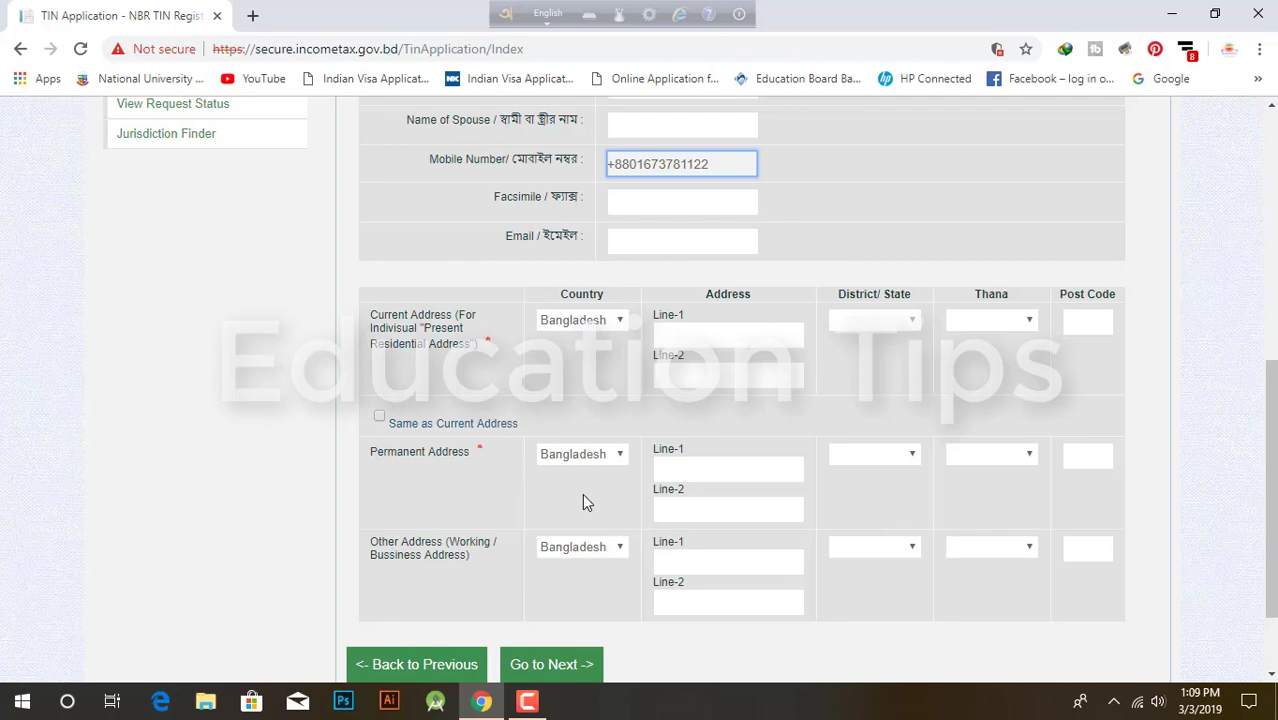 TIN Application - NBR TIN Regist
English
Not secure
https://secure.incometax.gov.bd/TinApplication/Index
8
Apps
National University ...
YouTube
Indian Visa Applicat...
NK
Indian Visa Applicat...
Online Application f...
Education Board Ba...
hp
HP Connected
Facebook – log in o...
Google
»
View Request Status
Jurisdiction Finder
Name of Spouse / স্বামী বা স্ত্রীর নাম :
Mobile Number/ মোবাইল নম্বর :
+8801673781122
Facsimile / ফ্যাক্স :
Email / ইমেইল :
Country
Address
District/ State
Thana
Post Code
Current Address (For
Indivisual "Present
Residential Address") *
Bangladesh
Line-1
Line-2
Education Tips
Same as Current Address
Permanent Address *
Bangladesh
Line-1
Line-2
Other Address (Working /
Bussiness Address)
Bangladesh
Line-1
Line-2
<- Back to Previous
Go to Next ->
Ps
Ai
1:09 PM
3/3/2019